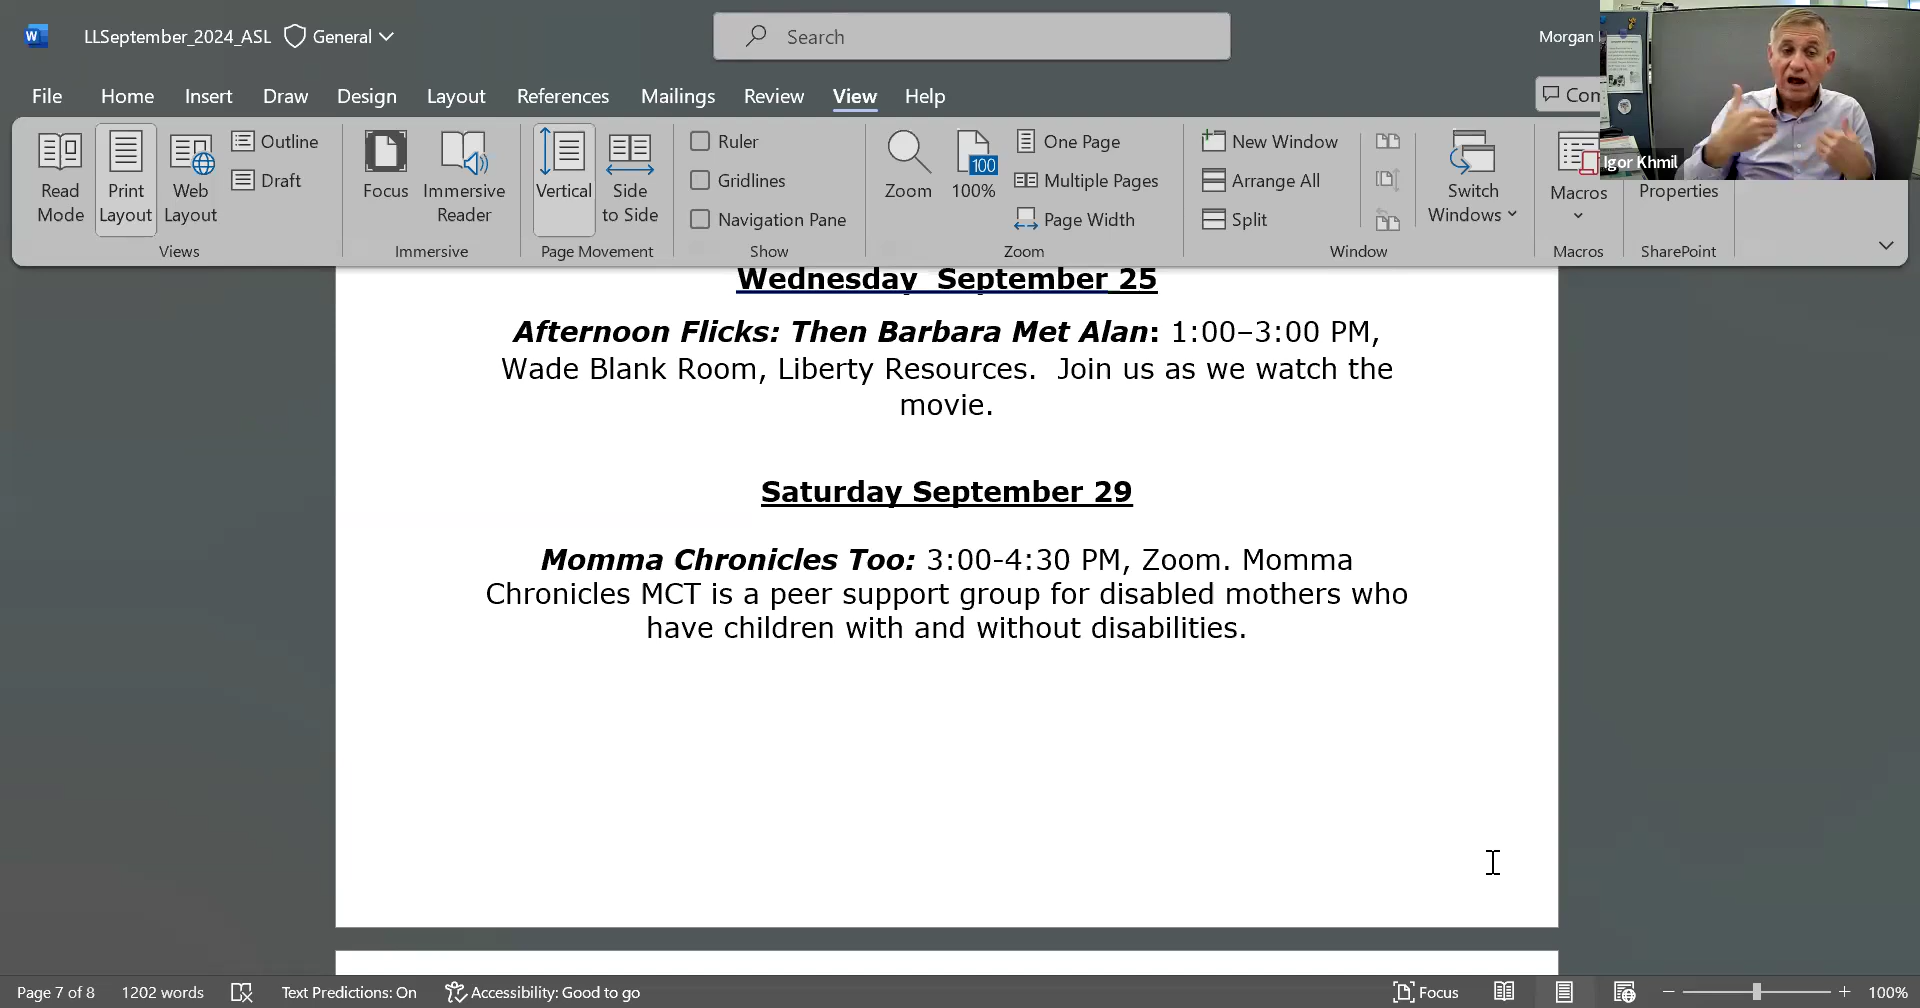 LLSeptember_2024_ASL General
Search
Morgan
File Home Insert Draw Design Layout References Mailings Review View Help
Read Mode
Print Layout
Web Layout
Outline
Draft
Views
Focus
Immersive Reader
Immersive
Vertical
Side to Side
Page Movement
Ruler
Gridlines
Navigation Pane
Show
Zoom
100
100%
One Page
Multiple Pages
Page Width
Zoom
New Window
Arrange All
Split
Switch Windows
Window
Macros
Macros
Properties
SharePoint
Igor Khmil
Wednesday September 25
Afternoon Flicks: Then Barbara Met Alan: 1:00–3:00 PM,
Wade Blank Room, Liberty Resources. Join us as we watch the
movie.
Saturday September 29
Momma Chronicles Too: 3:00-4:30 PM, Zoom. Momma
Chronicles MCT is a peer support group for disabled mothers who
have children with and without disabilities.
Page 7 of 8 1202 words Text Predictions: On Accessibility: Good to go Focus 100%